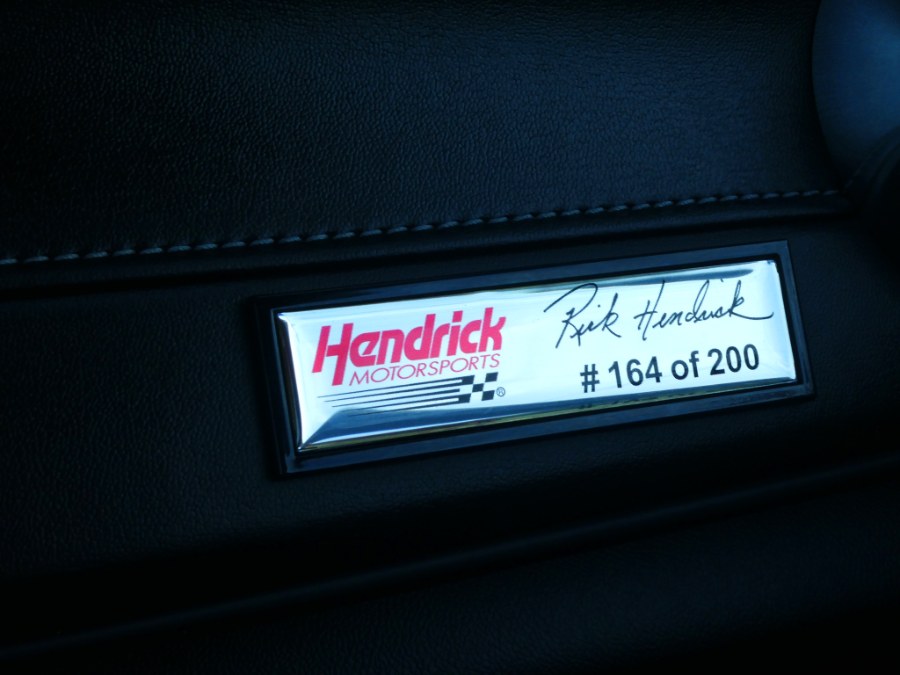 Hendrick
MOTORSPORTS
®
Rick Hendrick
# 164 of 200